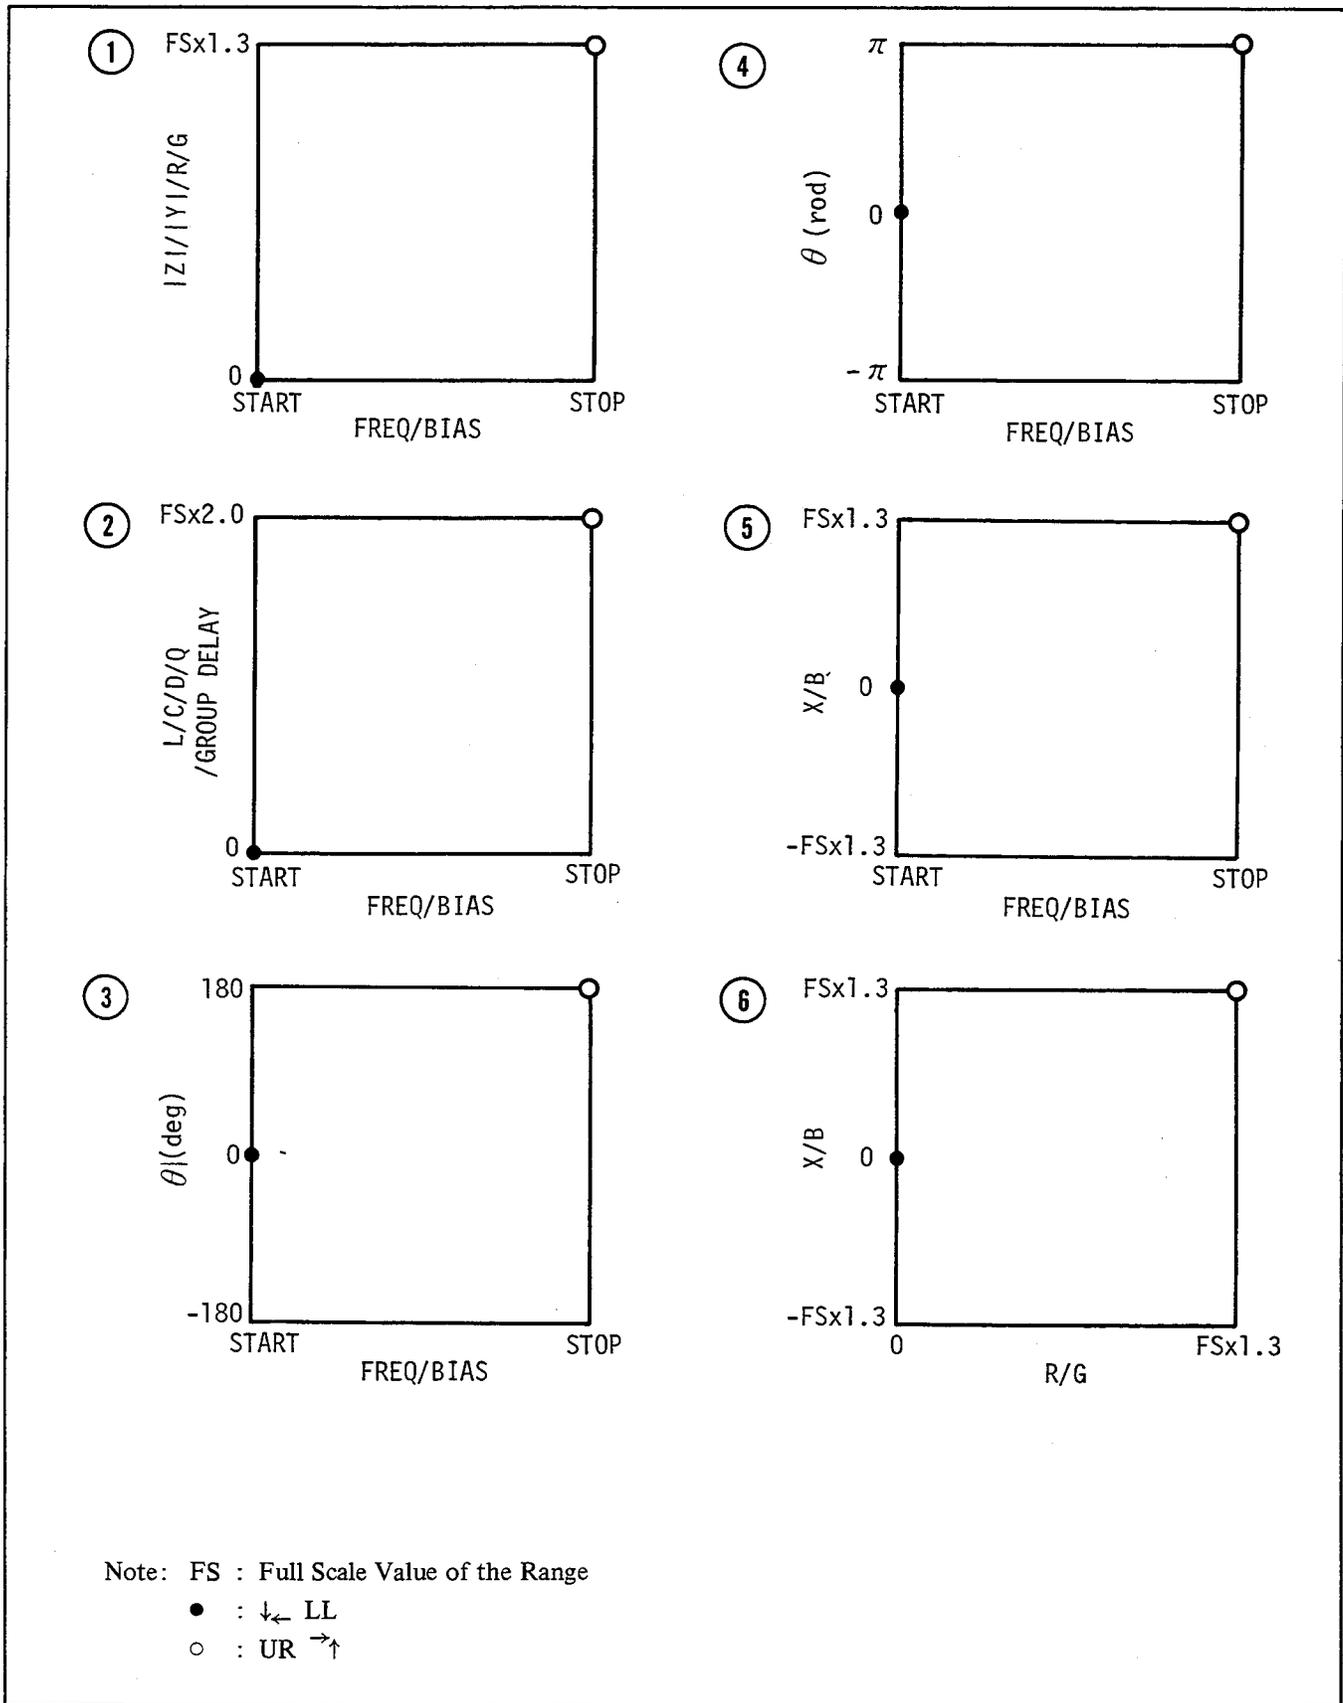 1
FSx1.3
|Z|/|Y|/R/G
0
START
STOP
FREQ/BIAS
2
FSx2.0
L/C/D/Q
/GROUP DELAY
0
START
STOP
FREQ/BIAS
3
180
θ|(deg)
0
-180
START
STOP
FREQ/BIAS
4
π
θ (rod)
0
-π
START
STOP
FREQ/BIAS
5
FSx1.3
X/B
0
-FSx1.3
START
STOP
FREQ/BIAS
6
FSx1.3
X/B
0
-FSx1.3
0
FSx1.3
R/G
Note: FS : Full Scale Value of the Range
● : ↓← LL
○ : UR →↑